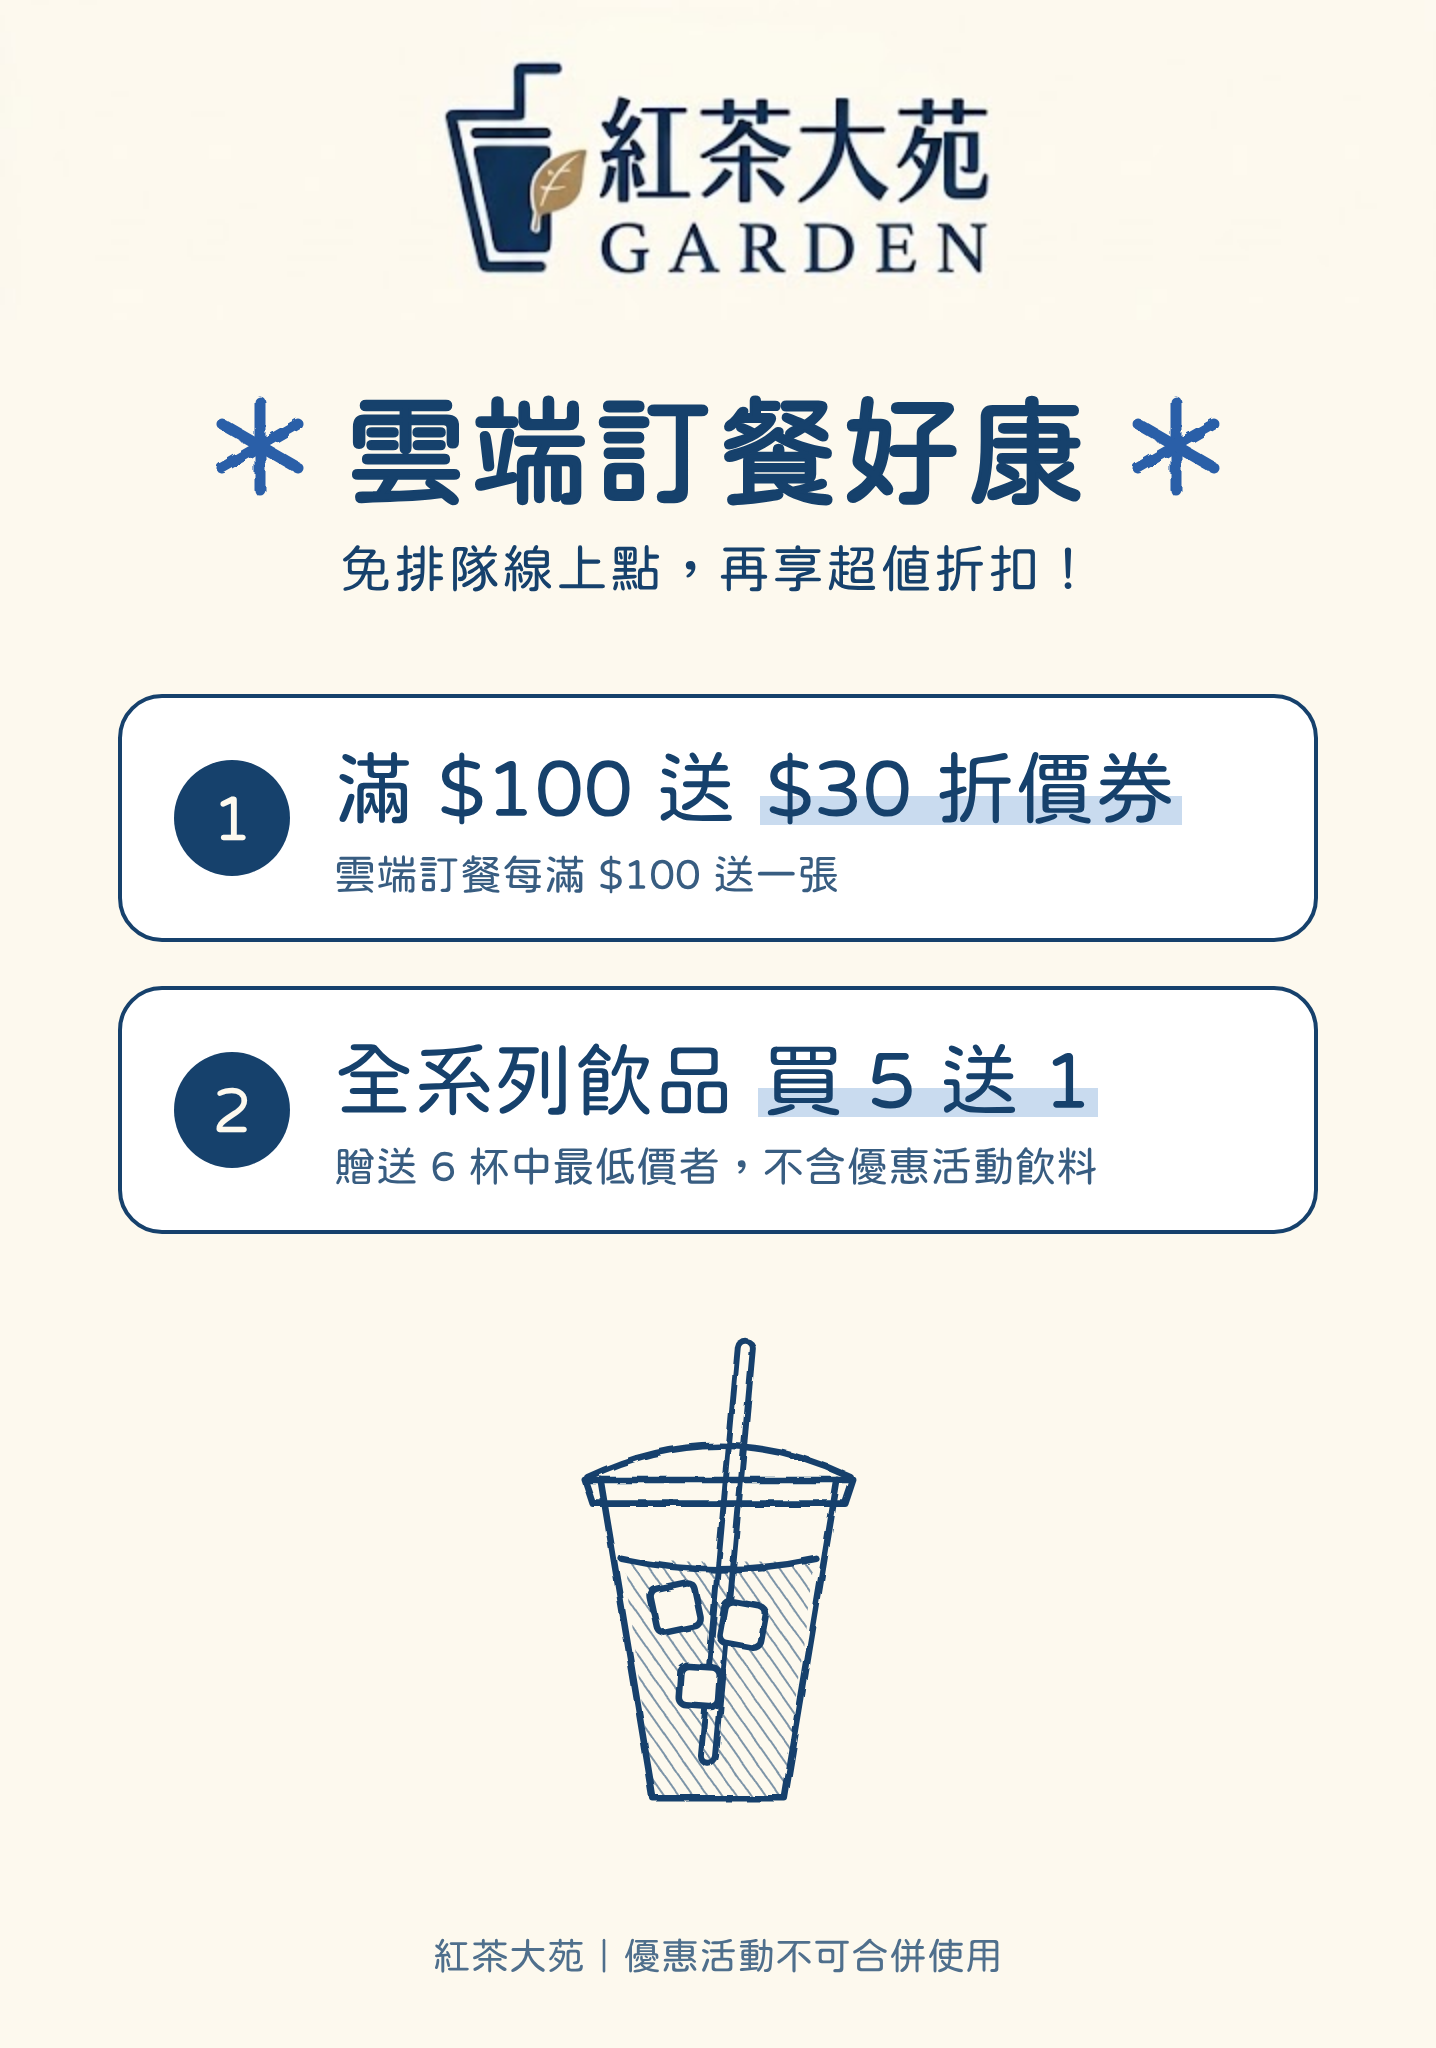 紅茶大苑
GARDEN
雲端訂餐好康
免排隊線上點，再享超值折扣！
1
滿 $100 送 $30 折價券
雲端訂餐每滿 $100 送一張
2
全系列飲品 買 5 送 1
贈送 6 杯中最低價者，不含優惠活動飲料
紅茶大苑｜優惠活動不可合併使用